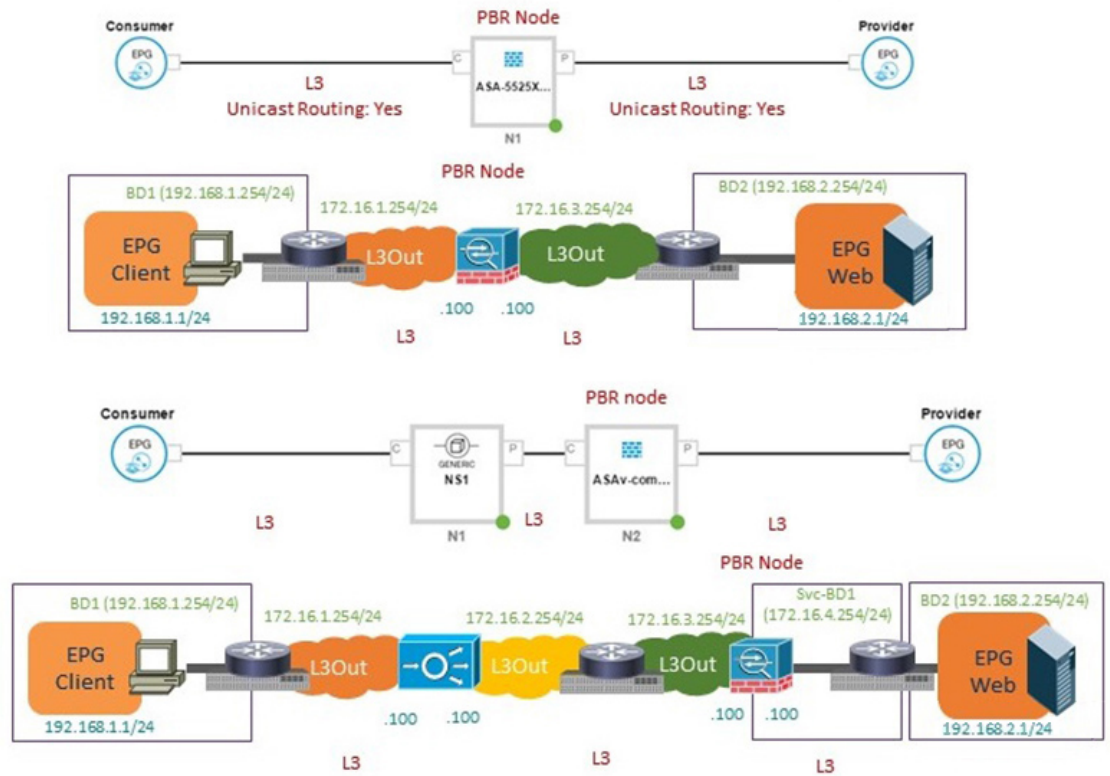 PBR Node
Consumer
Provider
EPG
C
P
EPG
ASA-5525X...
L3
L3
Unicast Routing: Yes
Unicast Routing: Yes
N1
PBR Node
BD1 (192.168.1.254/24)
BD2 (192.168.2.254/24)
172.16.1.254/24
172.16.3.254/24
EPG
Client
L3Out
L3Out
EPG
Web
.100
.100
192.168.1.1/24
192.168.2.1/24
L3
L3
PBR node
Consumer
Provider
EPG
C
GENERIC
NS1
P
C
ASAv-com...
P
EPG
L3
L3
L3
N1
N2
PBR Node
BD1 (192.168.1.254/24)
172.16.1.254/24
172.16.2.254/24
172.16.3.254/24
Svc-BD1
(172.16.4.254/24)
BD2 (192.168.2.254/24)
EPG
Client
L3Out
L3Out
L3Out
EPG
Web
.100
.100
.100
.100
192.168.1.1/24
192.168.2.1/24
L3
L3
L3